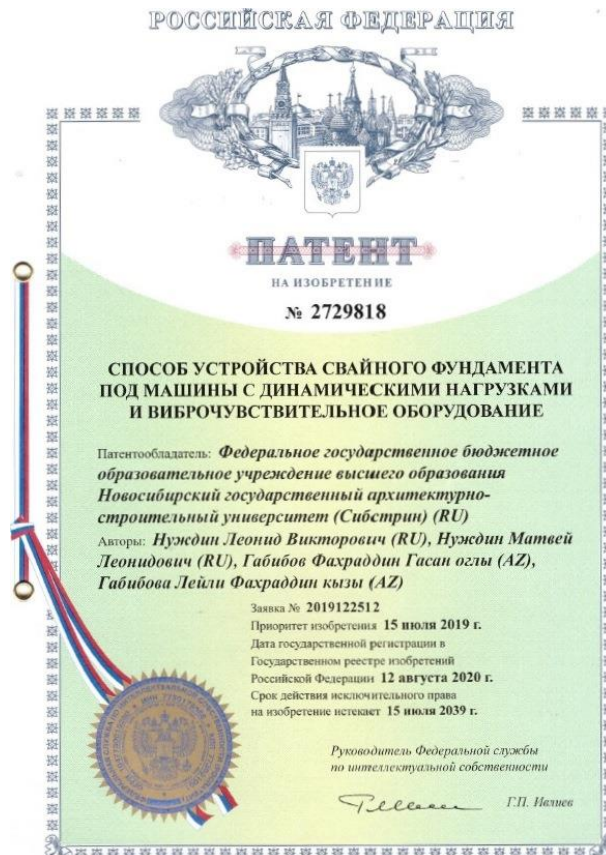 РОССИЙСКАЯ ФЕДЕРАЦИЯ
ПАТЕНТ
НА ИЗОБРЕТЕНИЕ
№ 2729818
СПОСОБ УСТРОЙСТВА СВАЙНОГО ФУНДАМЕНТА
ПОД МАШИНЫ С ДИНАМИЧЕСКИМИ НАГРУЗКАМИ
И ВИБРОЧУВСТВИТЕЛЬНОЕ ОБОРУДОВАНИЕ
Патентообладатель: Федеральное государственное бюджетное
образовательное учреждение высшего образования
Новосибирский государственный архитектурно-
строительный университет (Сибстрин) (RU)
Авторы: Нуждин Леонид Викторович (RU), Нуждин Матвей
Леонидович (RU), Габибов Фахраддин Гасан оглы (AZ),
Габибова Лейли Фахраддин кызы (AZ)
Заявка № 2019122512
Приоритет изобретения 15 июля 2019 г.
Дата государственной регистрации в
Государственном реестре изобретений
Российской Федерации 12 августа 2020 г.
Срок действия исключительного права
на изобретение истекает 15 июля 2039 г.
Руководитель Федеральной службы
по интеллектуальной собственности
Г.П. Ивлиев